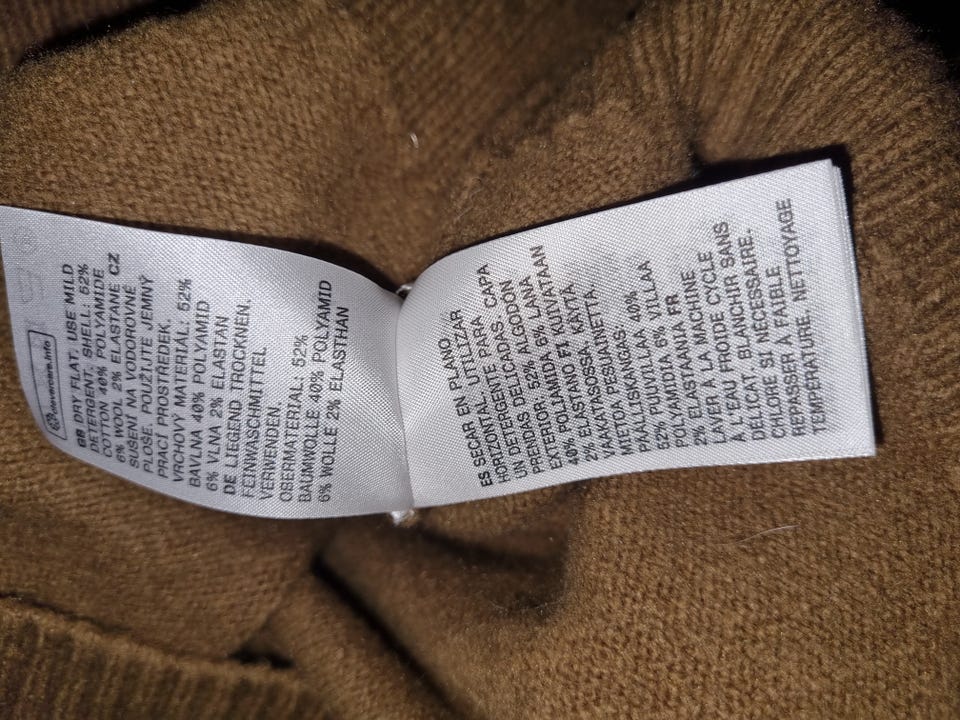 clevercare.info
GB DRY FLAT. USE MILD
DETERGENT. SHELL: 52%
COTTON 40% POLYAMIDE
6% WOOL 2% ELASTANE CZ
SUŠENÍ NA VODOROVNÉ
PLOŠE. POUŽIJTE JEMNÝ
PRACÍ PROSTŘEDEK.
VRCHOVÝ MATERIÁL: 52%
BAVLNA 40% POLYAMID
6% VLNA 2% ELASTAN
DE LIEGEND TROCKNEN.
FEINWASCHMITTEL
VERWENDEN.
OBERMATERIAL: 52%
BAUMWOLLE 40% POLYAMID
6% WOLLE 2% ELASTHAN
ES SECAR EN PLANO
HORIZONTAL. UTILIZAR
UN DETERGENTE PARA
PRENDAS DELICADAS. CAPA
EXTERIOR. 52% ALGODÓN
40% POLIAMIDA 6% LANA
2% ELASTANO FI KUIVATAAN
VAAKATASOSSA. KÄYTÄ
MIETOA PESUAINETTA.
PÄÄLLISKANGAS: 40%
52% PUUVILLAA 40%
POLYAMIDIA 6% VILLAA
2% ELASTAANIA FR
LAVER À LA MACHINE
À L'EAU FROIDE CYCLE
DÉLICAT. BLANCHIR SANS
CHLORE SI NÉCESSAIRE.
REPASSER À FAIBLE
TEMPÉRATURE. NETTOYAGE